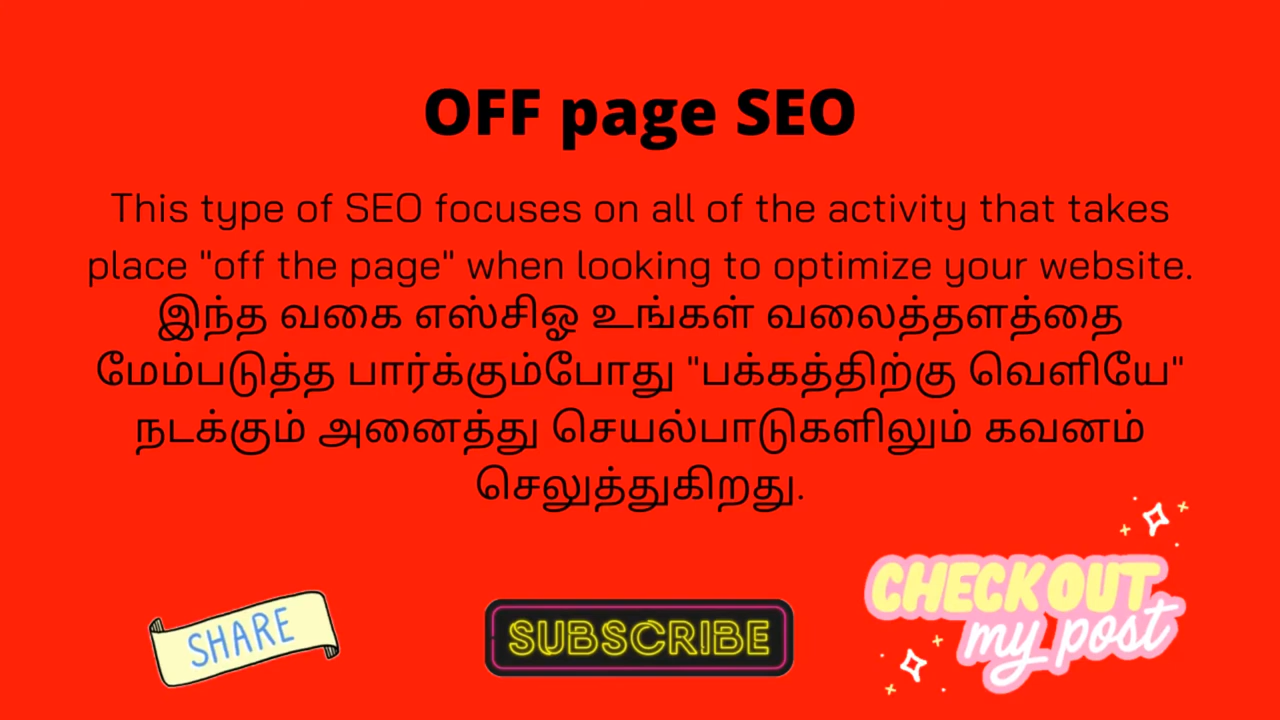 OFF page SEO
This type of SEO focuses on all of the activity that takes
place "off the page" when looking to optimize your website.
இந்த வகை எஸ்சிஓ உங்கள் வலைத்தளத்தை
மேம்படுத்த பார்க்கும்போது "பக்கத்திற்கு வெளியே"
நடக்கும் அனைத்து செயல்பாடுகளிலும் கவனம்
செலுத்துகிறது.
SHARE
SUBSCRIBE
CHECK OUT
my post